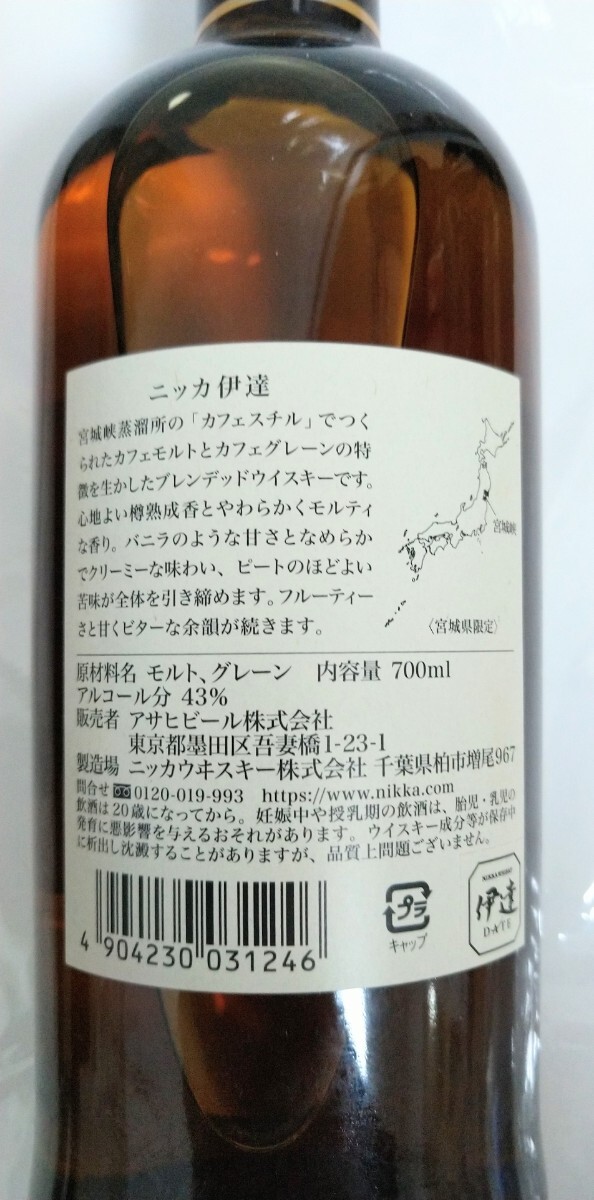 ニッカ伊達
宮城峡蒸溜所の「カフェスチル」でつく
られたカフェモルトとカフェグレーンの特
徴を生かしたブレンデッドウイスキーです。
心地よい樽熟成香とやわらかくモルティ
な香り。バニラのような甘さとなめらか
でクリーミーな味わい、ピートのほどよい
苦味が全体を引き締めます。フルーティー
さと甘くビターな余韻が続きます。
宮城峡
〈宮城県限定〉
原材料名 モルト、グレーン 内容量 700ml
アルコール分 43%
販売者 アサヒビール株式会社
東京都墨田区吾妻橋1-23-1
製造場 ニッカウヰスキー株式会社 千葉県柏市増尾967
問合せ 0120-019-993 https://www.nikka.com
飲酒は20歳になってから。妊娠中や授乳期の飲酒は、胎児・乳児の
発育に悪影響を与えるおそれがあります。ウイスキー成分等が保存中
に析出し沈澱することがありますが、品質上問題ございません。
4 904230 031246
プラ
キャップ
伊達
DATE